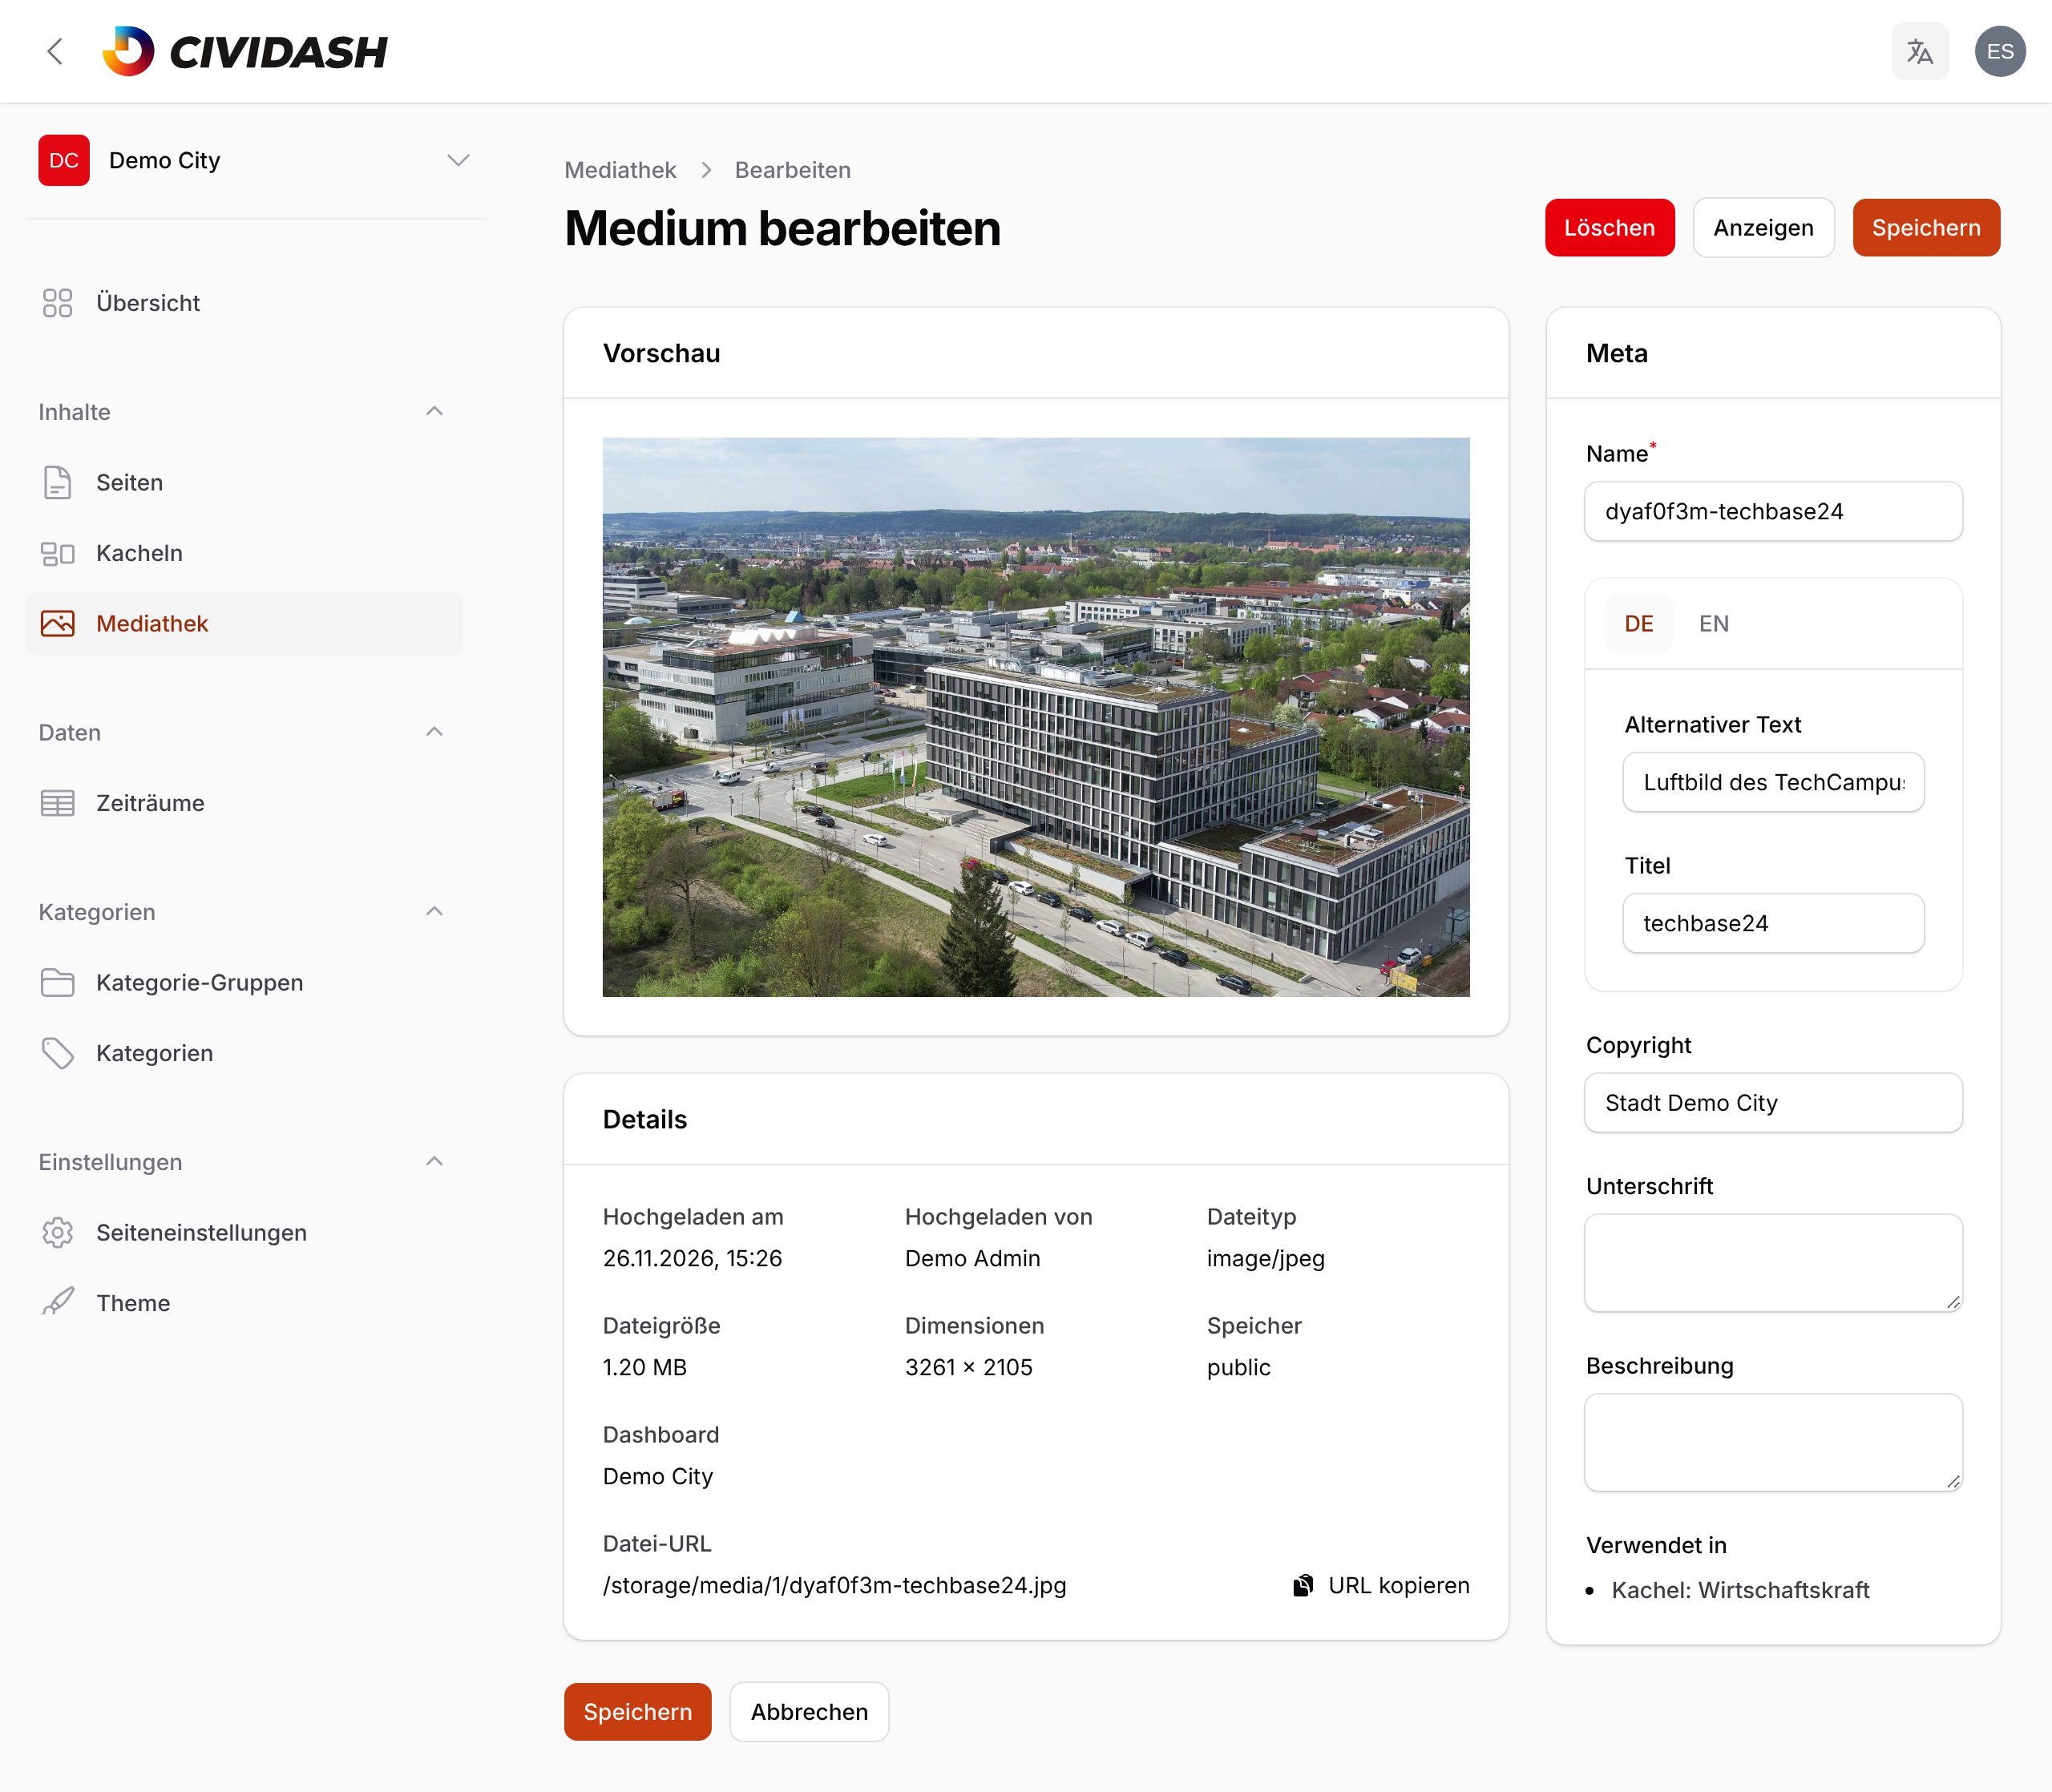 CIVIDASH
ES
DC
Demo City
Übersicht
Inhalte
Seiten
Kacheln
Mediathek
Daten
Zeiträume
Kategorien
Kategorie-Gruppen
Kategorien
Einstellungen
Seiteneinstellungen
Theme
Mediathek > Bearbeiten
Medium bearbeiten
Löschen
Anzeigen
Speichern
Vorschau
Details
Hochgeladen am
26.11.2026, 15:26
Hochgeladen von
Demo Admin
Dateityp
image/jpeg
Dateigröße
1.20 MB
Dimensionen
3261 × 2105
Speicher
public
Dashboard
Demo City
Datei-URL
/storage/media/1/dyaf0f3m-techbase24.jpg
URL kopieren
Meta
Name*
dyaf0f3m-techbase24
DE
EN
Alternativer Text
Luftbild des TechCampus
Titel
techbase24
Copyright
Stadt Demo City
Unterschrift
Beschreibung
Verwendet in
• Kachel: Wirtschaftskraft
Speichern
Abbrechen